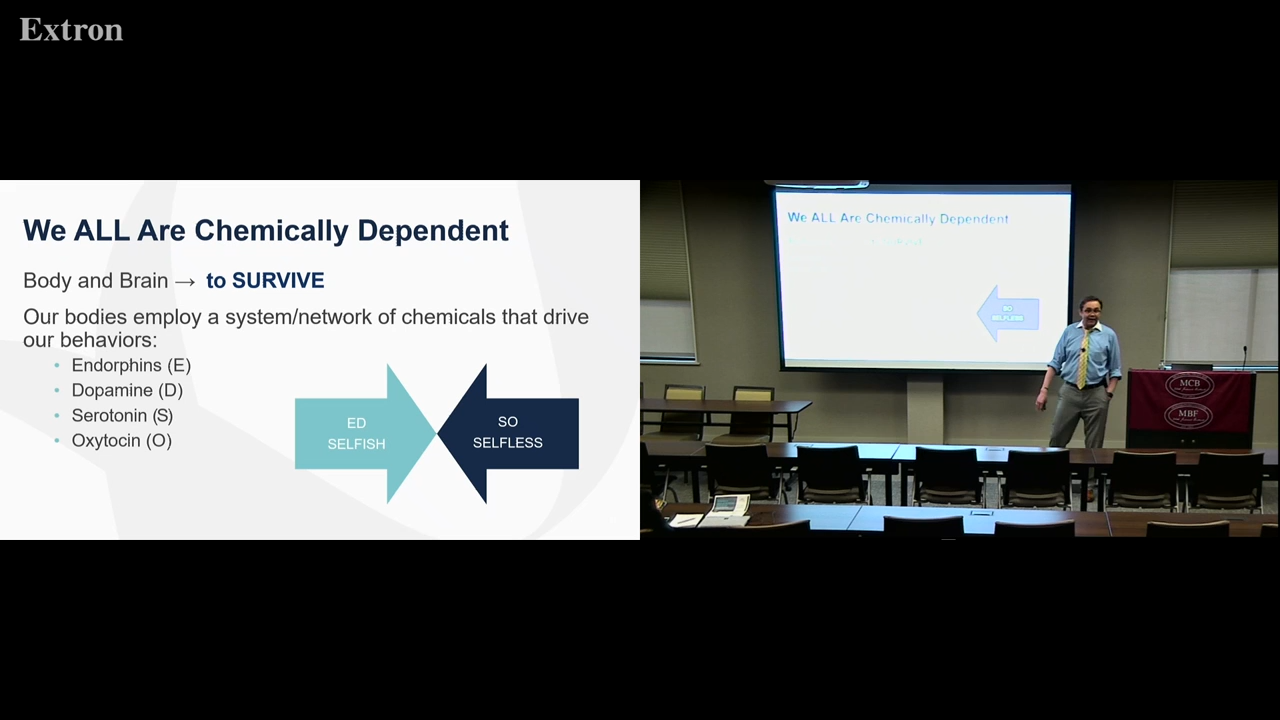 Extron
We ALL Are Chemically Dependent
Body and Brain → to SURVIVE
Our bodies employ a system/network of chemicals that drive
our behaviors:
• Endorphins (E)
• Dopamine (D)
• Serotonin (S)
• Oxytocin (O)
ED
SELFISH
SO
SELFLESS
We ALL Are Chemically Dependent
SO
SELFLESS
MCB
MBF